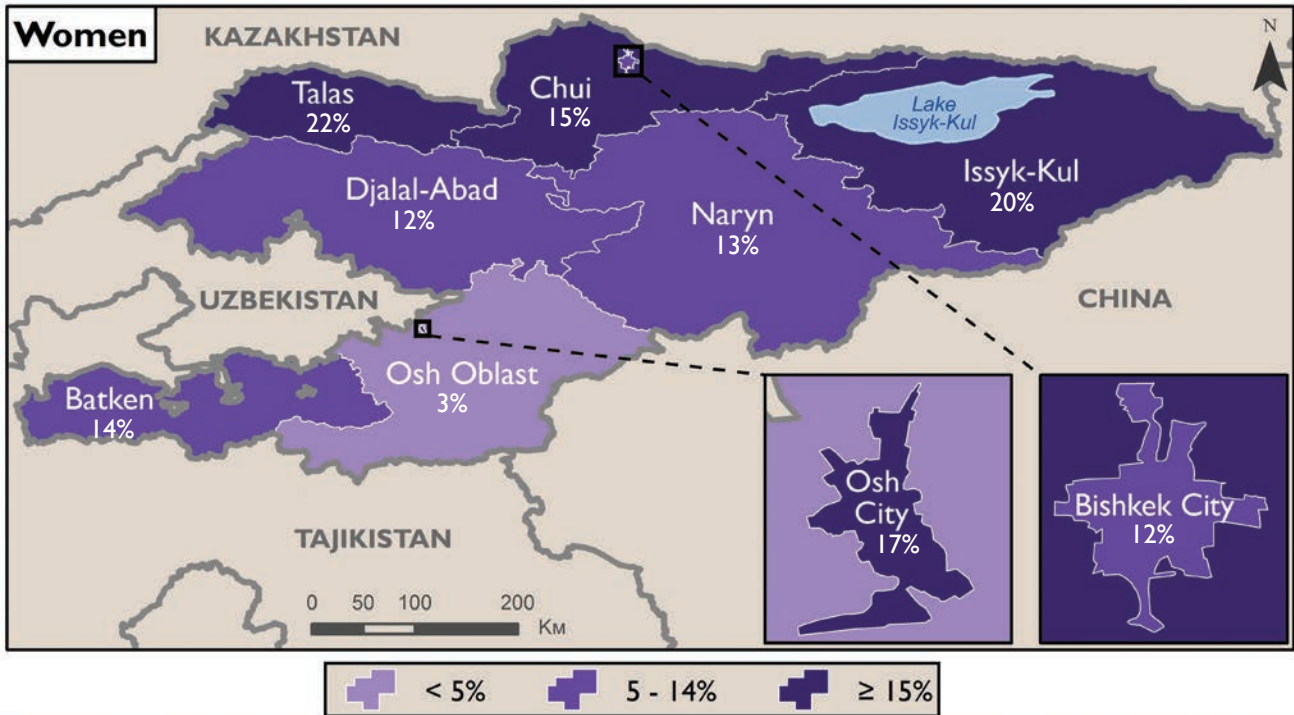 Women
KAZAKHSTAN
N
Talas
22%
Chui
15%
Lake
Issyk-Kul
Issyk-Kul
20%
Djalal-Abad
12%
Naryn
13%
UZBEKISTAN
CHINA
Osh Oblast
3%
Batken
14%
Osh
City
17%
Bishkek City
12%
TAJIKISTAN
0 50 100 200
Км
< 5% 5 - 14% ≥ 15%